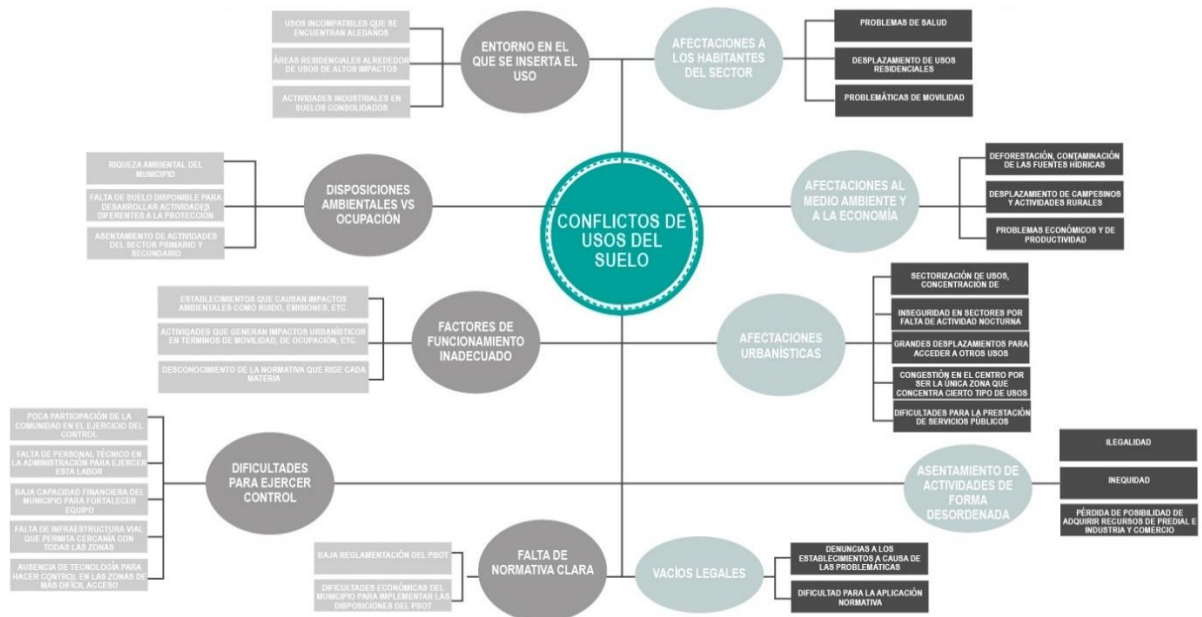 USOS INCOMPATIBLES QUE SE
ENCUENTRAN ALEDAÑOS
ÁREAS RESIDENCIALES ALREDEDOR
DE USOS DE ALTOS IMPACTOS
ACTIVIDADES INDUSTRIALES EN
SUELOS CONSOLIDADOS
ENTORNO EN EL
QUE SE INSERTA EL
USO
AFECTACIONES A
LOS HABITANTES
DEL SECTOR
PROBLEMAS DE SALUD
DESPLAZAMIENTO DE USOS
RESIDENCIALES
PROBLEMÁTICAS DE MOVILIDAD
RIQUEZA AMBIENTAL DEL
MUNICIPIO
FALTA DE SUELO DISPONIBLE PARA
DESARROLLAR ACTIVIDADES
DIFERENTES A LA PROTECCIÓN
ASENTAMIENTO DE ACTIVIDADES
DEL SECTOR PRIMARIO Y
SECUNDARIO
DISPOSICIONES
AMBIENTALES VS
OCUPACIÓN
CONFLICTOS DE
USOS DEL
SUELO
AFECTACIONES AL
MEDIO AMBIENTE Y
A LA ECONOMÍA
DEFORESTACIÓN, CONTAMINACIÓN
DE LAS FUENTES HÍDRICAS
DESPLAZAMIENTO DE CAMPESINOS
Y ACTIVIDADES RURALES
PROBLEMAS ECONÓMICOS Y DE
PRODUCTIVIDAD
ESTABLECIMIENTOS QUE CAUSAN IMPACTOS
AMBIENTALES COMO RUIDO, EMISIONES, ETC.
ACTIVIDADES QUE GENERAN IMPACTOS URBANÍSTICOS
EN TÉRMINOS DE MOVILIDAD, DE OCUPACIÓN, ETC.
DESCONOCIMIENTO DE LA NORMATIVA QUE RIGE CADA
MATERIA
FACTORES DE
FUNCIONAMIENTO
INADECUADO
AFECTACIONES
URBANÍSTICAS
SECTORIZACIÓN DE USOS,
CONCENTRACIÓN DE
INSEGURIDAD EN SECTORES POR
FALTA DE ACTIVIDAD NOCTURNA
GRANDES DESPLAZAMIENTOS PARA
ACCEDER A OTROS USOS
CONGESTIÓN EN EL CENTRO POR
SER LA ÚNICA ZONA QUE
CONCENTRA CIERTO TIPO DE USOS
DIFICULTADES PARA LA PRESTACIÓN
DE SERVICIOS PÚBLICOS
POCA PARTICIPACIÓN DE LA
COMUNIDAD EN EL EJERCICIO DEL
CONTROL
FALTA DE PERSONAL TÉCNICO EN
LA ADMINISTRACIÓN PARA EJERCER
ESTA LABOR
BAJA CAPACIDAD FINANCIERA DEL
MUNICIPIO PARA FORTALECER
EQUIPO
FALTA DE INFRAESTRUCTURA VIAL
QUE PERMITA CERCANÍA CON
TODAS LAS ZONAS
AUSENCIA DE TECNOLOGÍA PARA
HACER CONTROL EN LAS ZONAS DE
MÁS DIFÍCIL ACCESO
DIFICULTADES
PARA EJERCER
CONTROL
ASENTAMIENTO DE
ACTIVIDADES DE
FORMA
DESORDENADA
ILEGALIDAD
INEQUIDAD
PÉRDIDA DE POSIBILIDAD DE
ADQUIRIR RECURSOS DE PREDIAL E
INDUSTRIA Y COMERCIO
BAJA REGLAMENTACIÓN DEL PBOT
DIFICULTADES ECONÓMICAS DEL
MUNICIPIO PARA IMPLEMENTAR LAS
DISPOSICIONES DEL PBOT
FALTA DE
NORMATIVA CLARA
VACÍOS LEGALES
DENUNCIAS A LOS
ESTABLECIMIENTOS A CAUSA DE
LAS PROBLEMÁTICAS
DIFICULTAD PARA LA APLICACIÓN
NORMATIVA